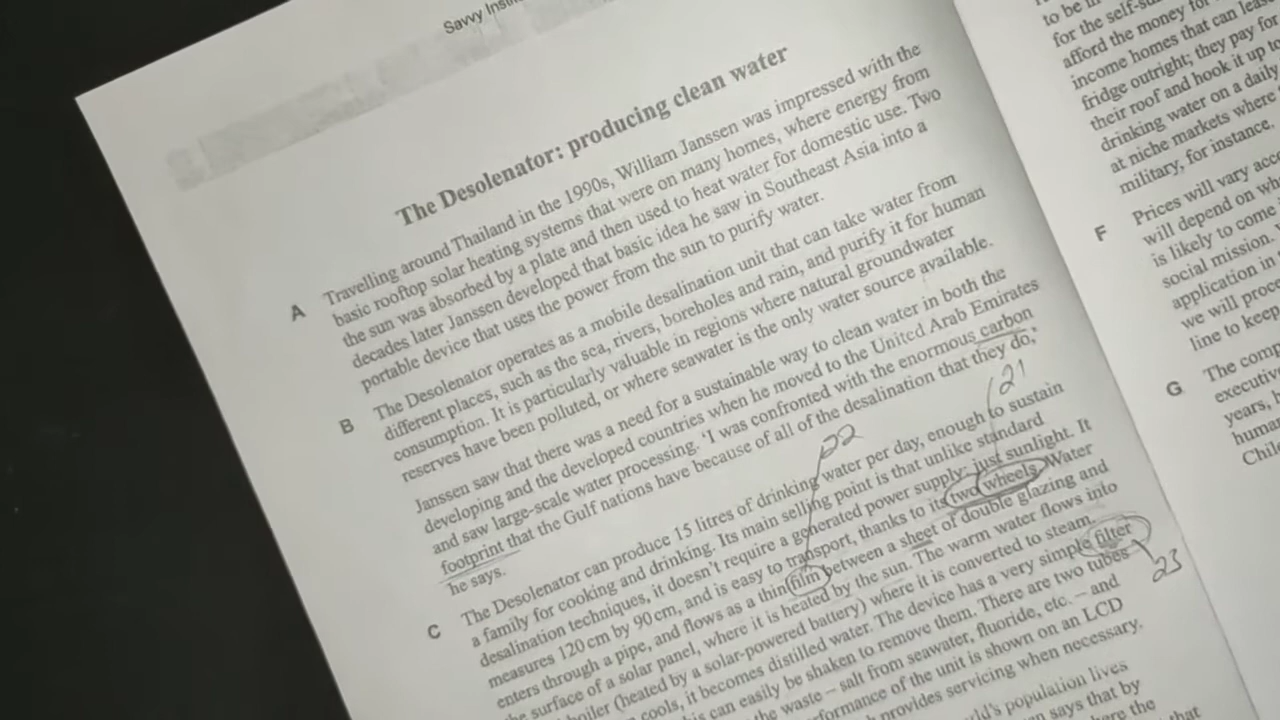 Savvy
The Desolenator: producing clean water
A Travelling around Thailand in the 1990s, William Janssen was impressed with the
basic rooftop solar heating systems that were on many homes, where energy from
the sun was absorbed by a plate and then used to heat water for domestic use. Two
decades later Janssen developed that basic idea he saw in Southeast Asia into a
portable device that uses the power from the sun to purify water.
B The Desolenator operates as a mobile desalination unit that can take water from
different places, such as the sea, rivers, boreholes and rain, and purify it for human
consumption. It is particularly valuable in regions where natural groundwater
reserves have been polluted, or where seawater is the only water source available.
Janssen saw that there was a need for a sustainable way to clean water in both the
developing and the developed countries when he moved to the United Arab Emirates
and saw large-scale water processing. ‘I was confronted with the enormous carbon
footprint that the Gulf nations have because of all of the desalination that they do,’
he says.
21
22
C The Desolenator can produce 15 litres of drinking water per day, enough to sustain
a family for cooking and drinking. Its main selling point is that unlike standard
desalination techniques, it doesn’t require a generated power supply: just sunlight. It
measures 120 cm by 90 cm, and is easy to transport, thanks to its two wheels. Water
enters through a pipe, and flows as a thin film between a sheet of double glazing and
the surface of a solar panel, where it is heated by the sun. The warm water flows into
boiler (heated by a solar-powered battery) where it is converted to steam.
cools, it becomes distilled water. The device has a very simple filter
can easily be shaken to remove them. There are two tubes
23
the waste – salt from seawater, fluoride, etc. – and
performance of the unit is shown on an LCD
provides servicing when necessary.
population lives
says that by
the
that
to be
for the
afford the money for
income homes that can
fridge outright; they pay for
their roof and hook it up to
drinking water on a daily
at niche markets where
military, for instance.
F Prices will vary
will depend on
is likely to come
social mission.
application in
we will
line to keep
G The
executive
years,